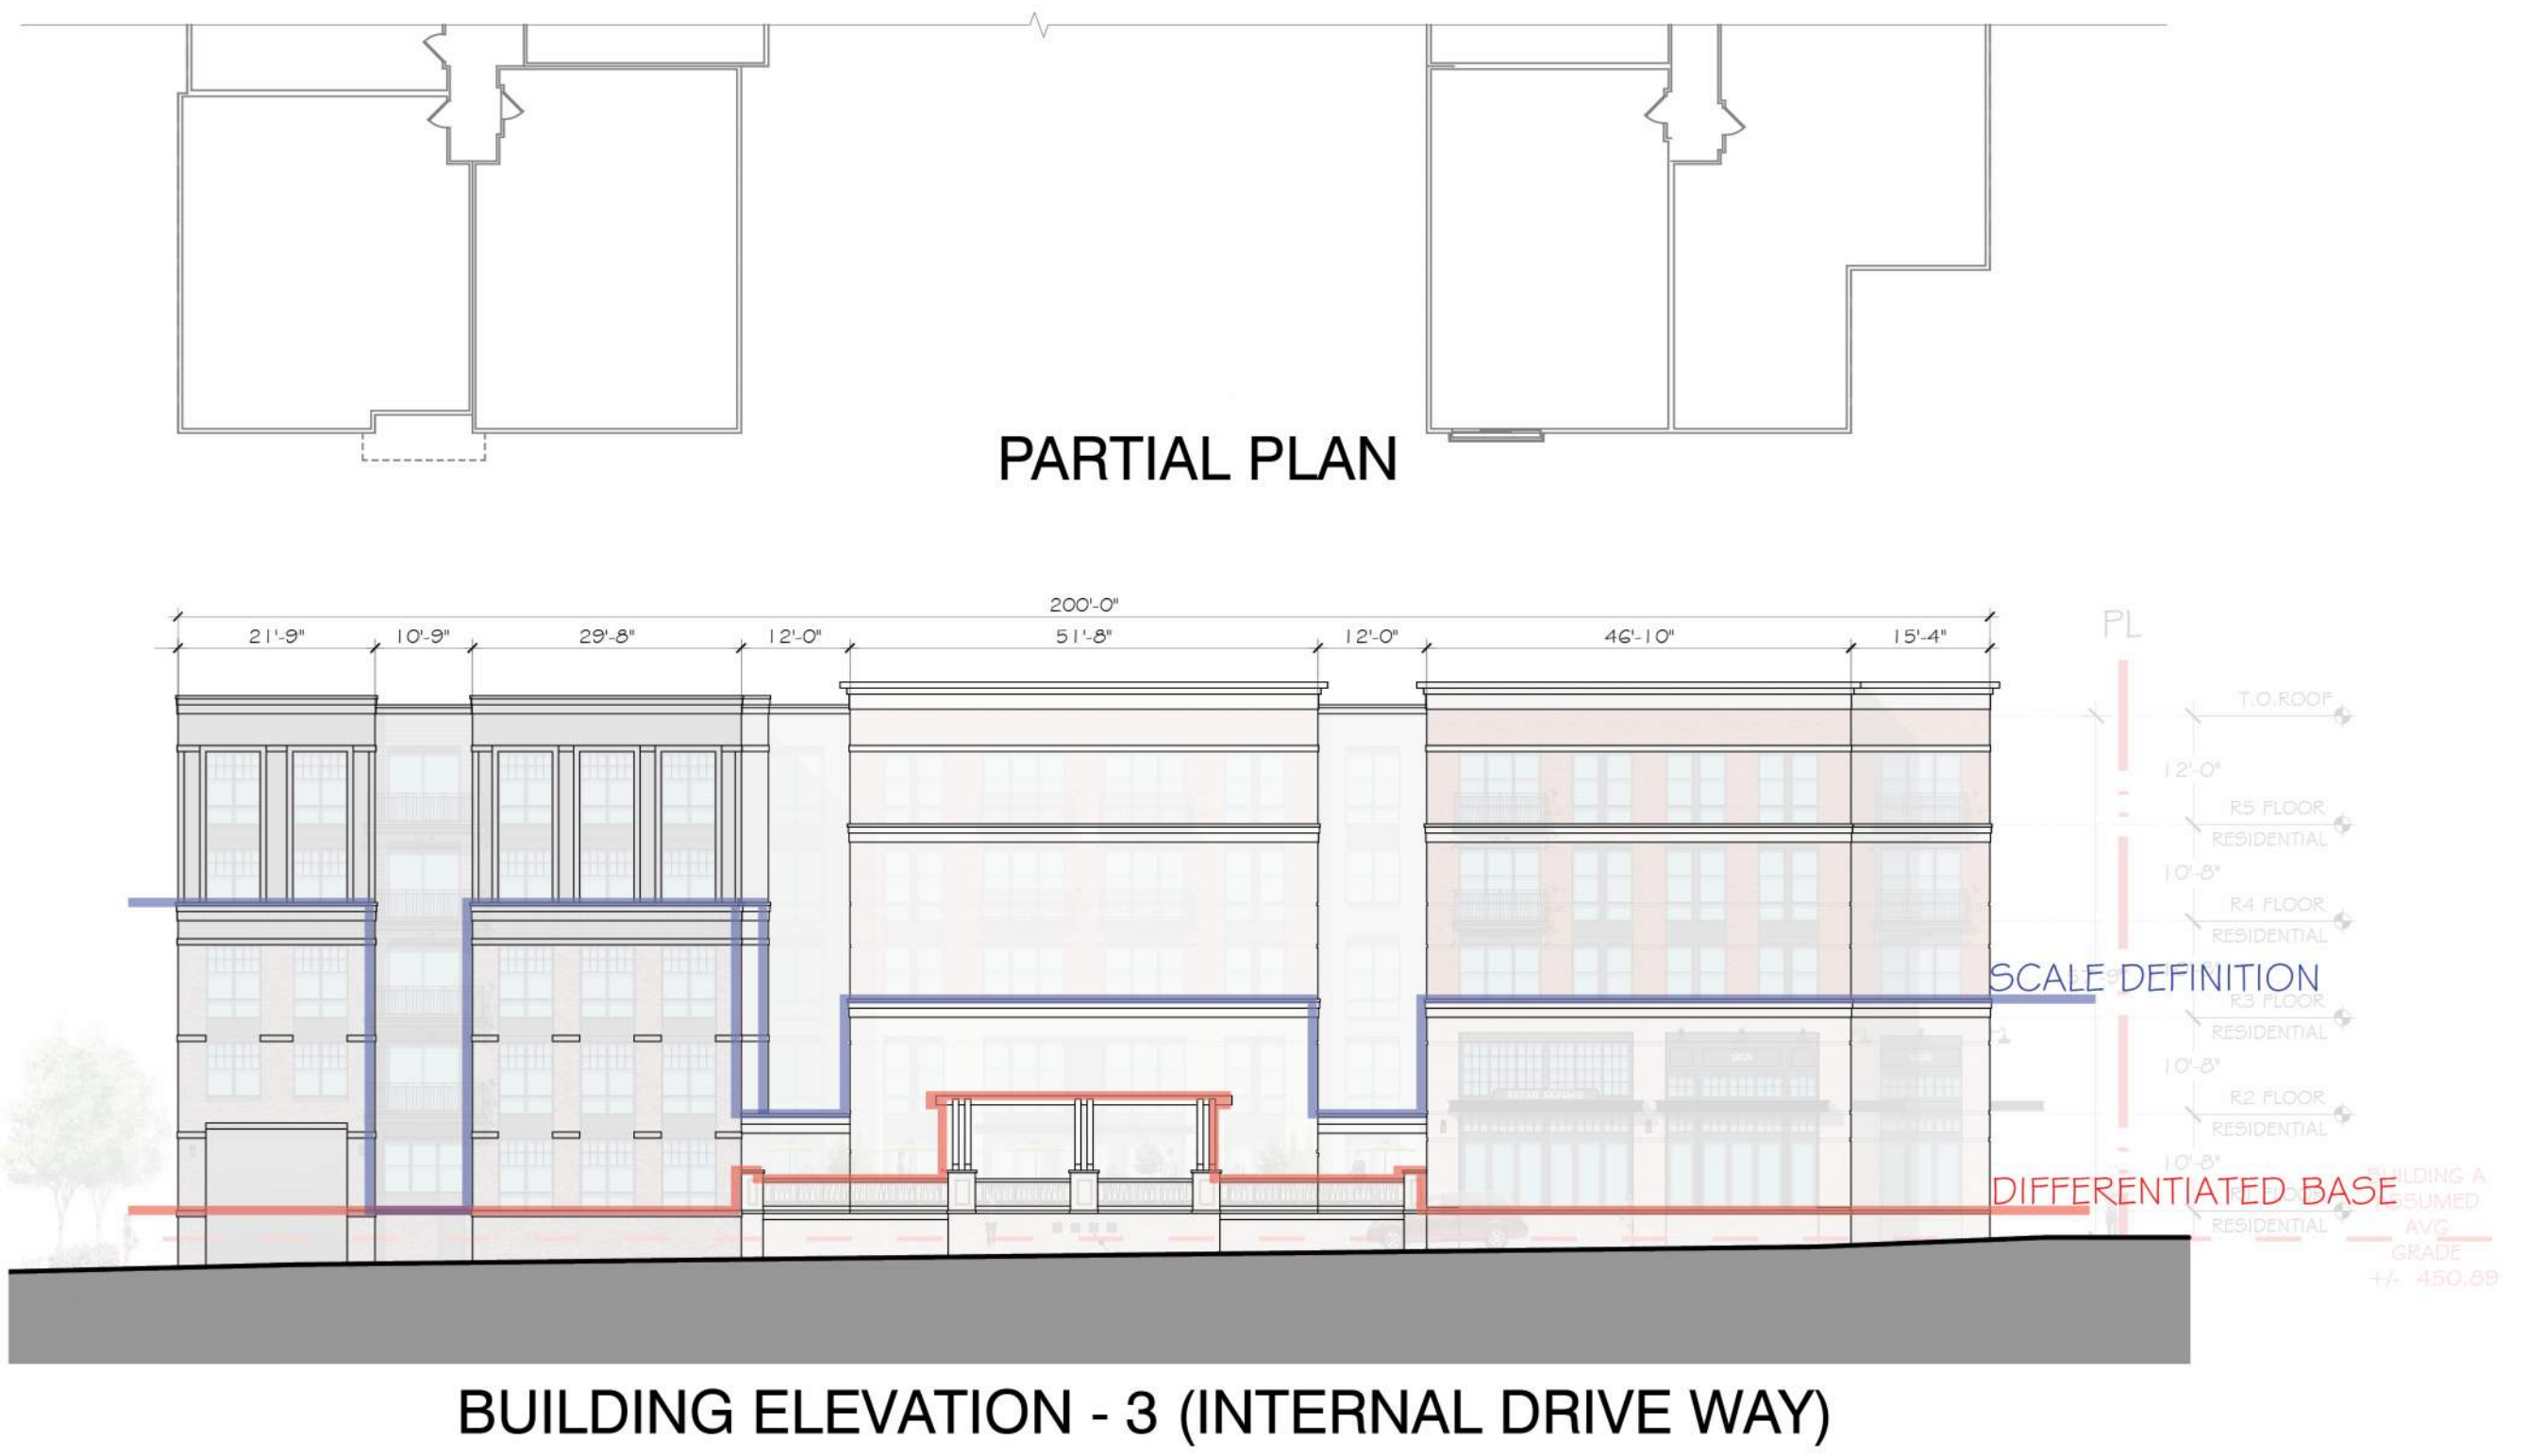 PARTIAL PLAN
200'-0"
21'-9" 10'-9" 29'-8" 12'-0" 51'-8" 12'-0" 46'-10" 15'-4"
PL
T.O.ROOF
12'-0"
R5 FLOOR
RESIDENTIAL
10'-8"
R4 FLOOR
RESIDENTIAL
SCALE DEFINITION
R3 FLOOR
RESIDENTIAL
10'-8"
R2 FLOOR
RESIDENTIAL
10'-8"
DIFFERENTIATED BASE
RESIDENTIAL
BUILDING A
ASSUMED
AVG
GRADE
+/- 450.89
BUILDING ELEVATION - 3 (INTERNAL DRIVE WAY)